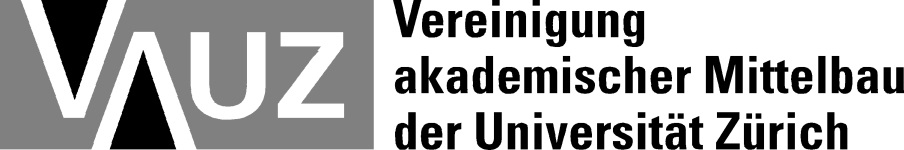 VAUZ
Vereinigung
akademischer Mittelbau
der Universität Zürich